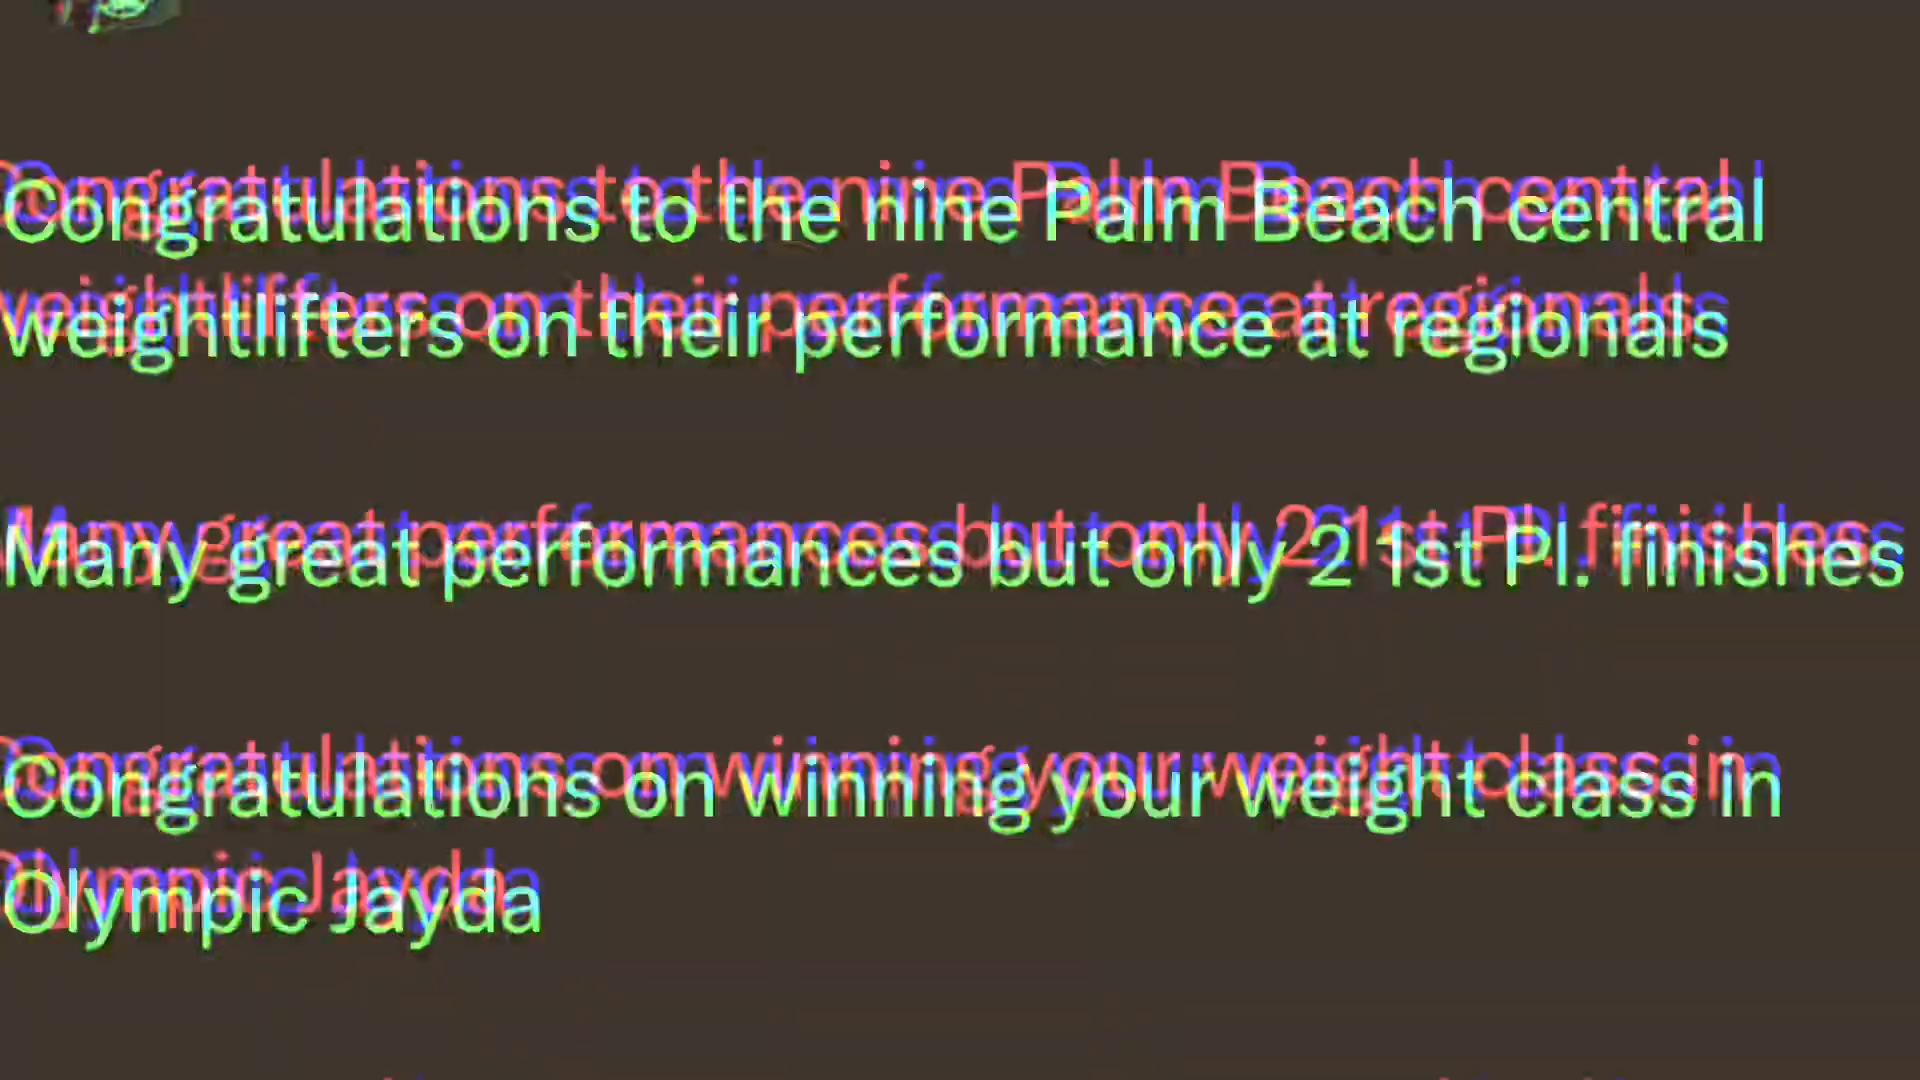 Congratulations to the nine Palm Beach central
weightlifters on their performance at regionals
Many great performances but only 2 1st Pl. finishes
Congratulations on winning your weight class in
Olympic Jayda